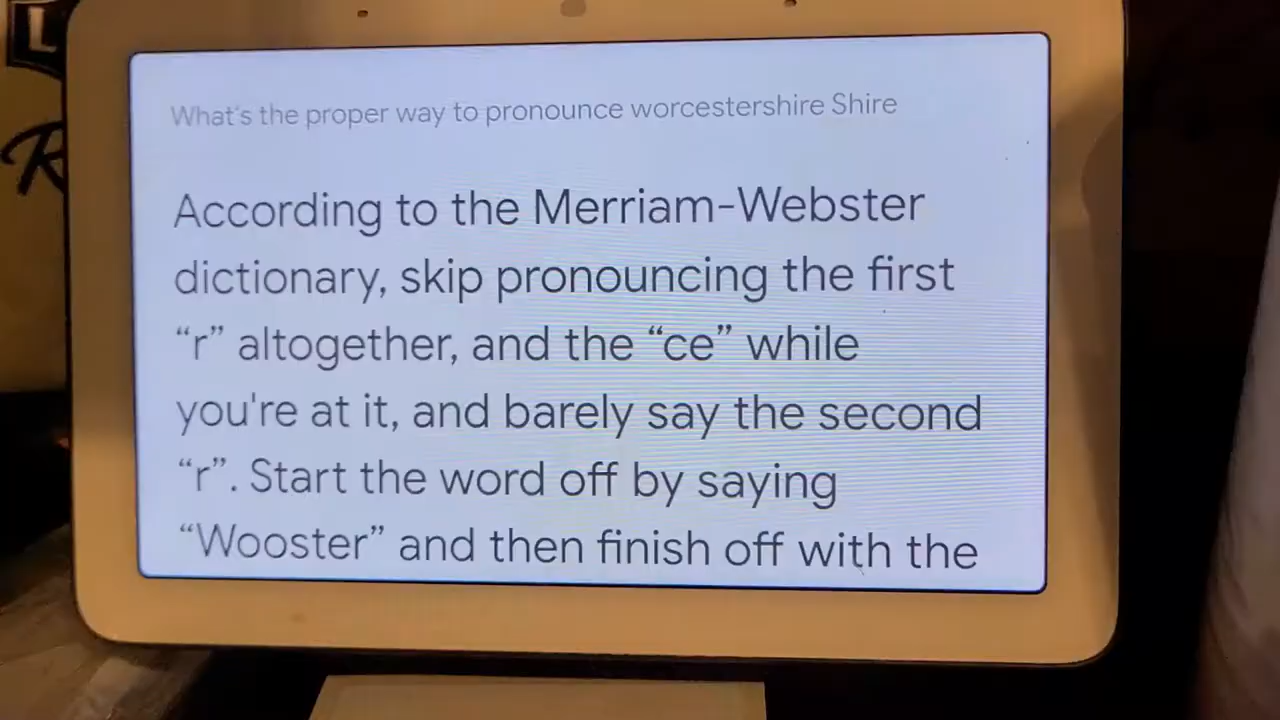 What's the proper way to pronounce worcestershire Shire
According to the Merriam-Webster
dictionary, skip pronouncing the first
“r” altogether, and the “ce” while
you're at it, and barely say the second
“r”. Start the word off by saying
“Wooster” and then finish off with the